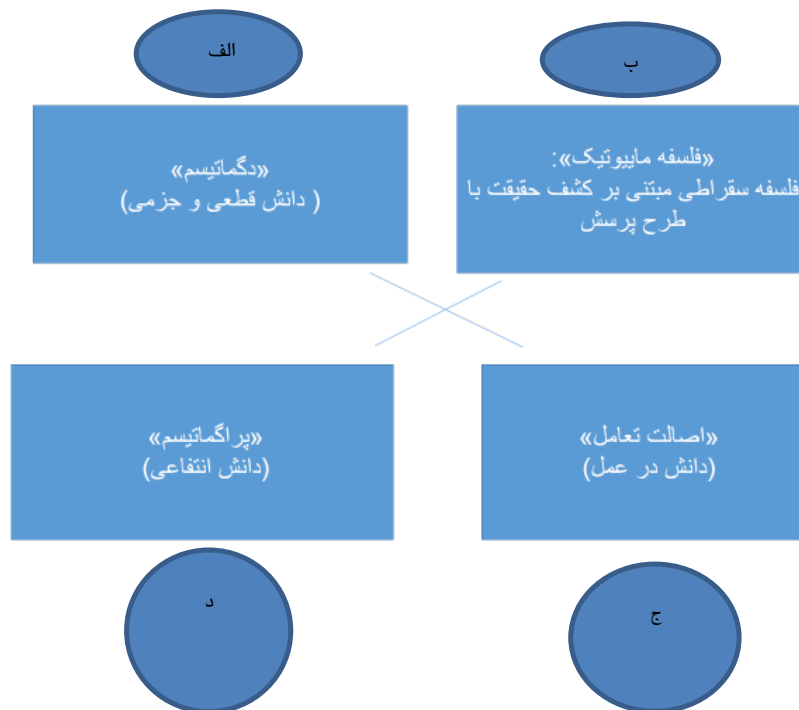 ب
الف
«فلسفه ماییوتیک»:
فلسفه سقراطی مبتنی بر کشف حقیقت با
طرح پرسش
«دگماتیسم»
( دانش قطعی و جزمی)
«اصالت تعامل»
(دانش در عمل)
«پراگماتیسم»
(دانش انتفاعی)
ج
د